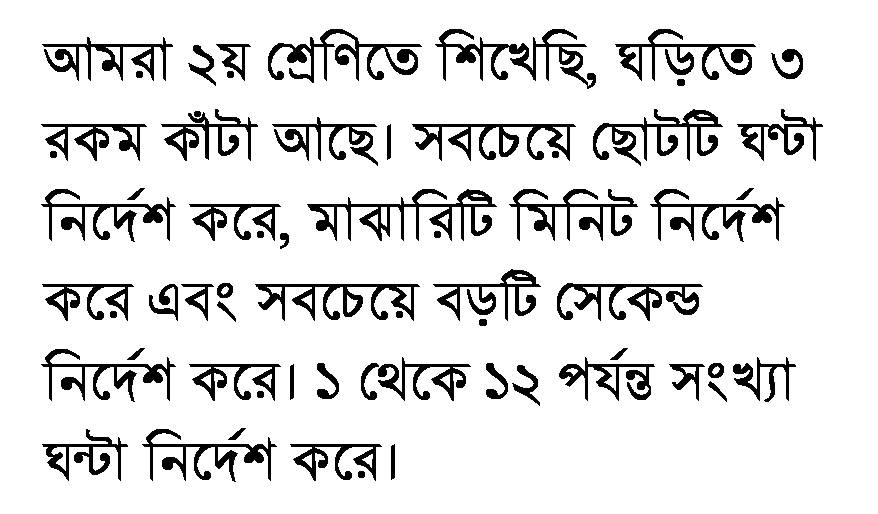 আমরা ২য় শ্রেণিতে শিখেছি, ঘড়িতে ৩
রকম কাঁটা আছে। সবচেয়ে ছোটটি ঘণ্টা
নির্দেশ করে, মাঝারিটি মিনিট নির্দেশ
করে এবং সবচেয়ে বড়টি সেকেন্ড
নির্দেশ করে। ১ থেকে ১২ পর্যন্ত সংখ্যা
ঘন্টা নির্দেশ করে।